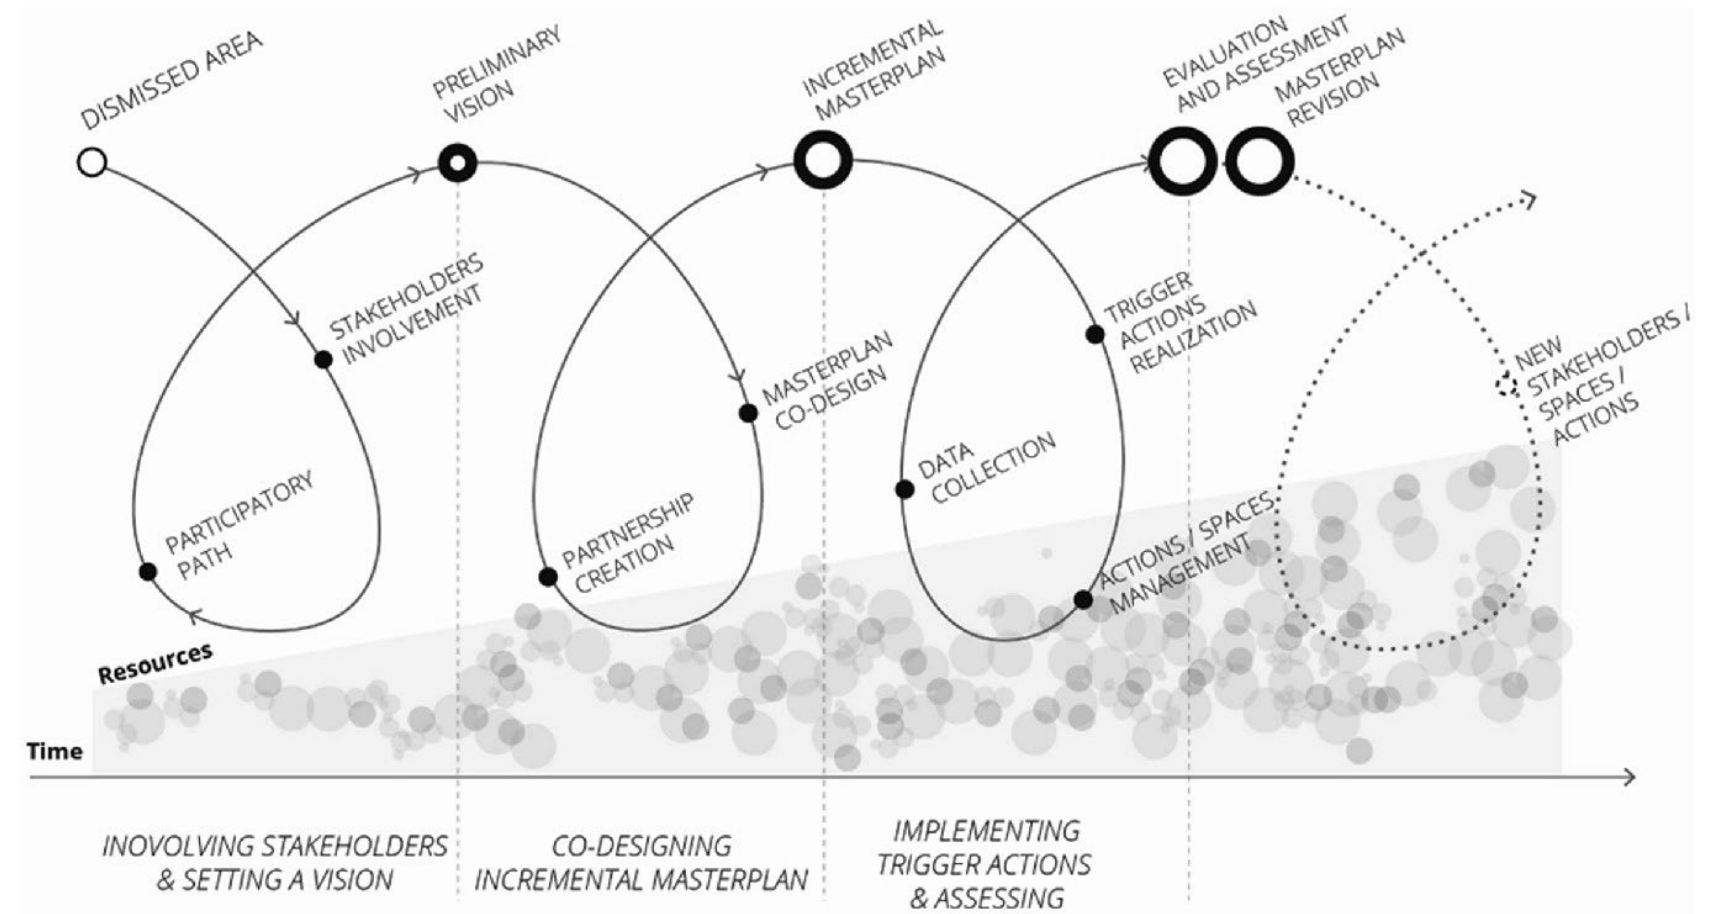 DISMISSED AREA
PRELIMINARY
VISION
INCREMENTAL
MASTERPLAN
EVALUATION
AND ASSESSMENT
MASTERPLAN
REVISION
STAKEHOLDERS
INVOLVEMENT
PARTICIPATORY
PATH
MASTERPLAN
CO-DESIGN
PARTNERSHIP
CREATION
TRIGGER
ACTIONS
REALIZATION
DATA
COLLECTION
ACTIONS / SPACES
MANAGEMENT
NEW
STAKEHOLDERS /
SPACES /
ACTIONS
Resources
Time
INOVOLVING STAKEHOLDERS
& SETTING A VISION
CO-DESIGNING
INCREMENTAL MASTERPLAN
IMPLEMENTING
TRIGGER ACTIONS
& ASSESSING